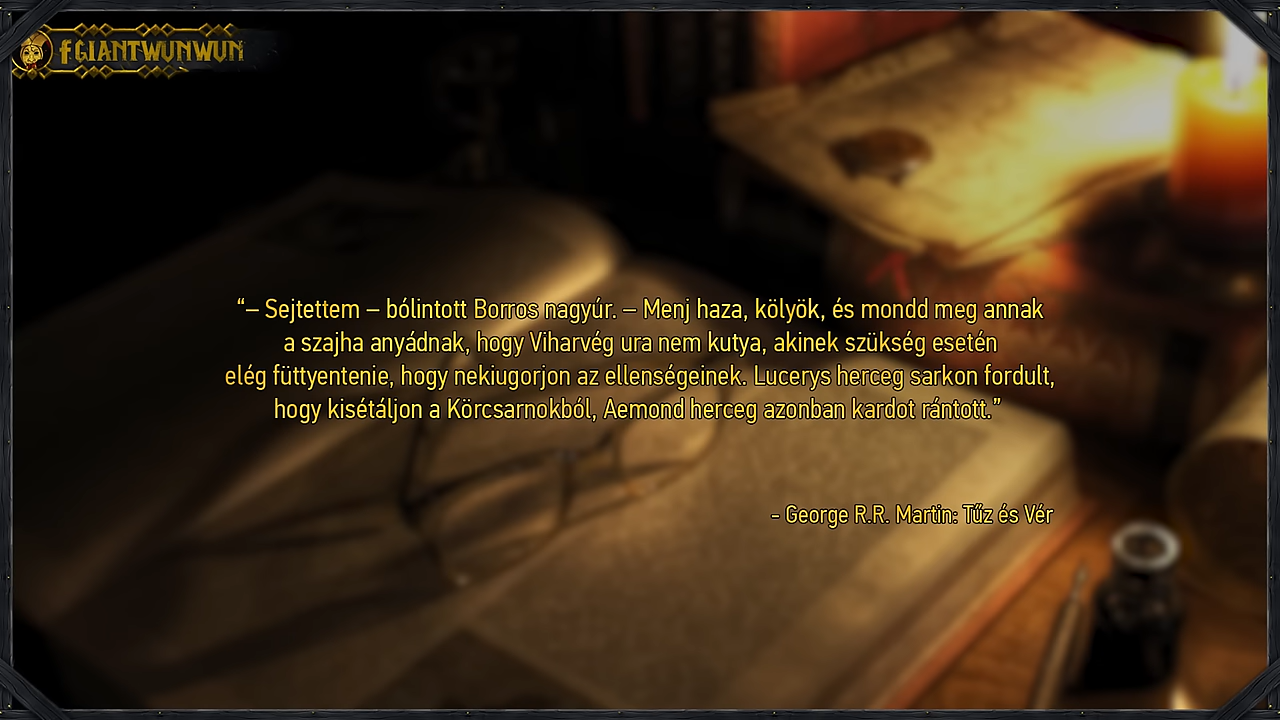 fGIANTWUNWUN
“– Sejtettem – bólintott Borros nagyúr. – Menj haza, kölyök, és mondd meg annak
a szajha anyádnak, hogy Viharvég ura nem kutya, akinek szükség esetén
elég füttyentenie, hogy nekiugorjon az ellenségeinek. Lucerys herceg sarkon fordult,
hogy kisétáljon a Körcsarnokból, Aemond herceg azonban kardot rántott.”
- George R.R. Martin: Tűz és Vér